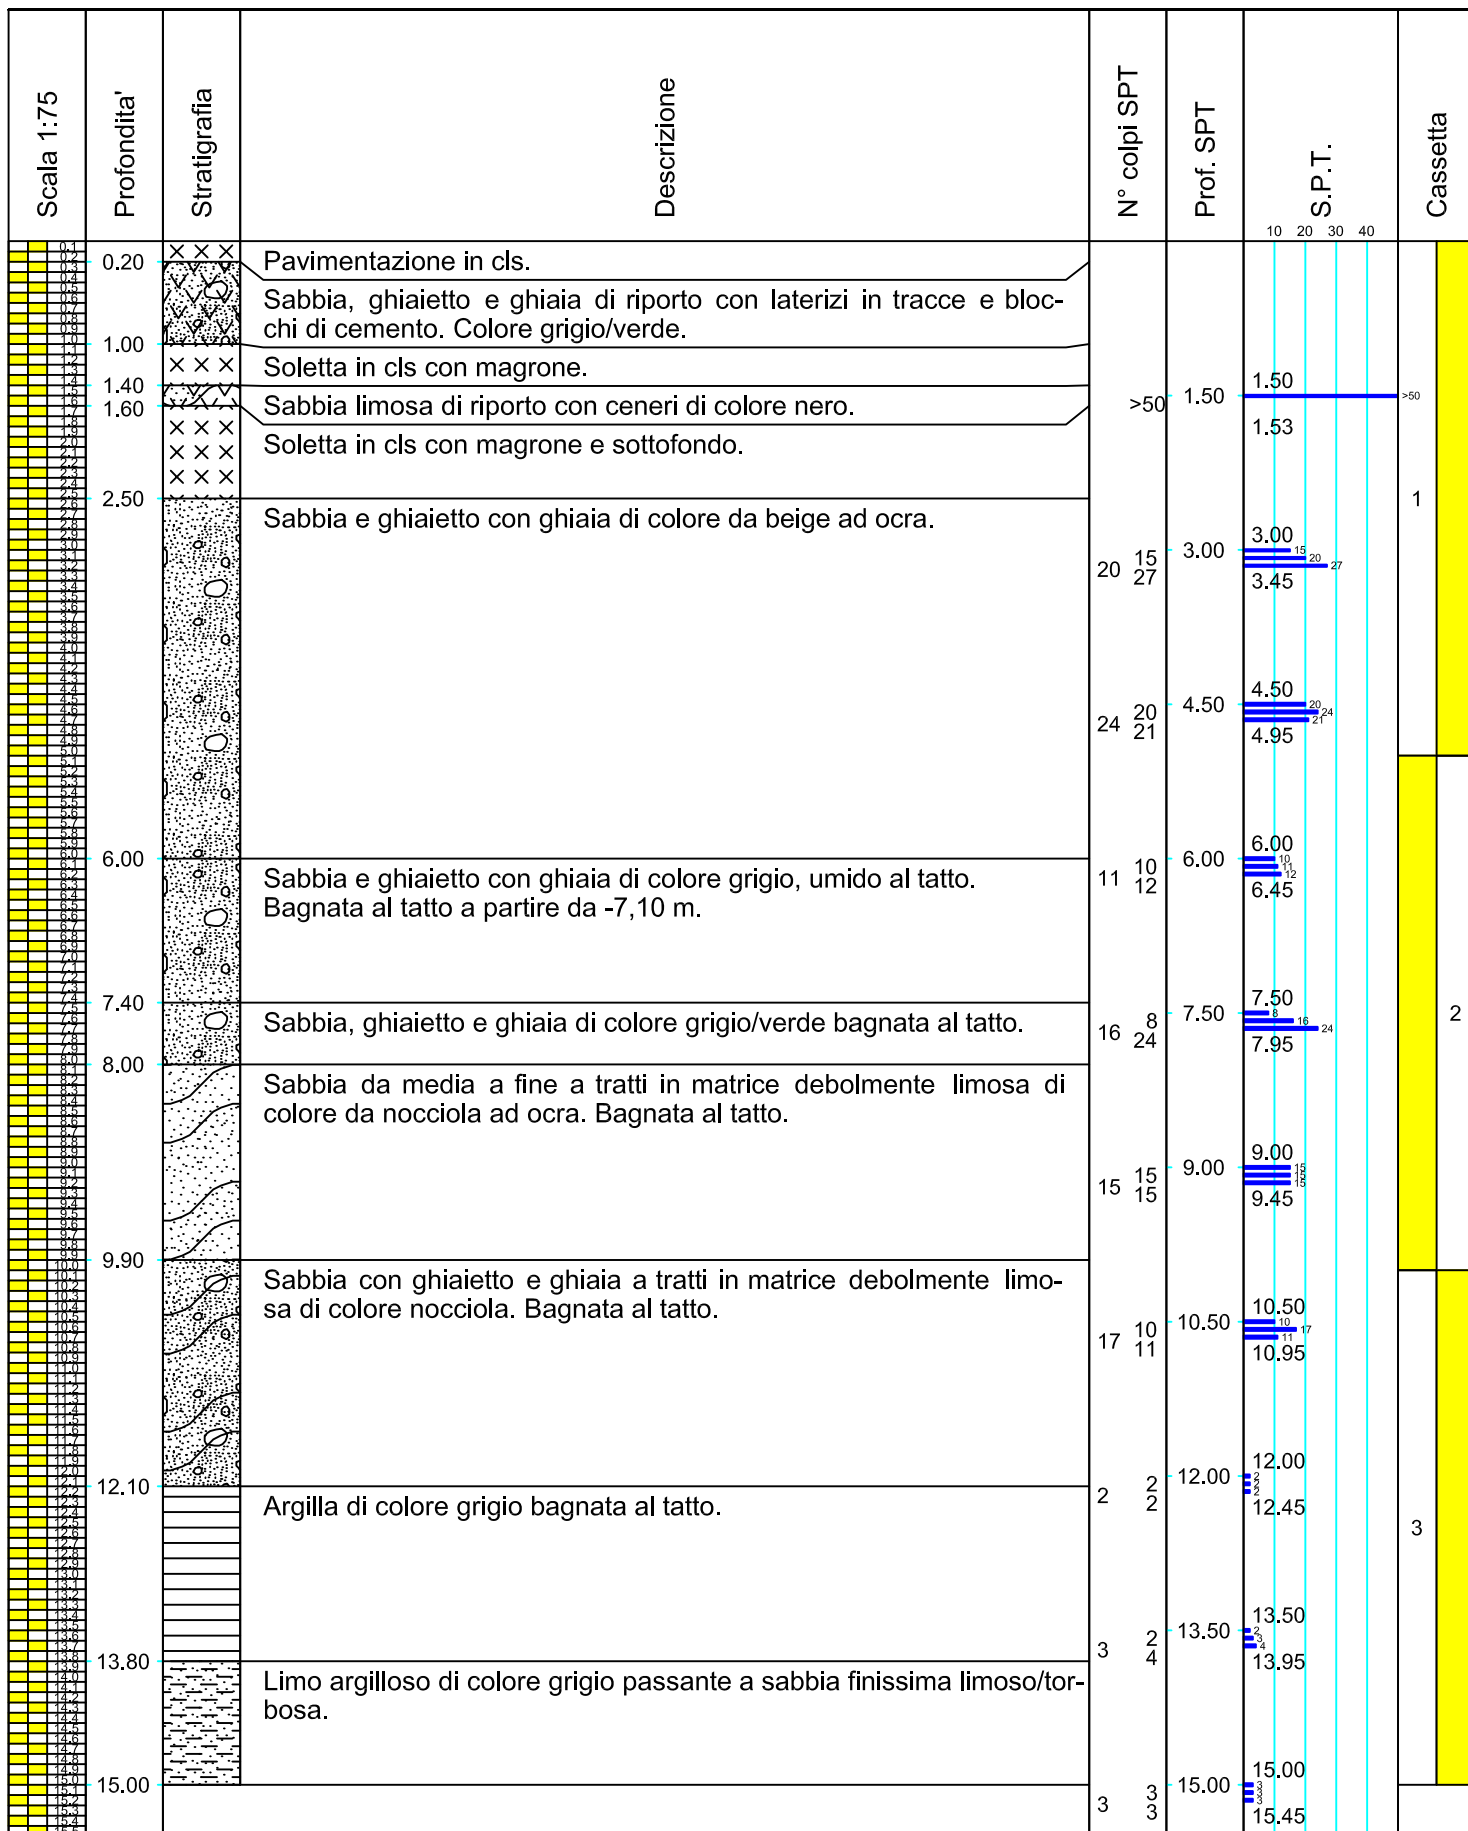 Scala 1:75
Profondita'
Stratigrafia
Descrizione
N° colpi SPT
Prof. SPT
S.P.T.
Cassetta
10 20 30 40
0.20
Pavimentazione in cls.
Sabbia, ghiaietto e ghiaia di riporto con laterizi in tracce e bloc-
chi di cemento. Colore grigio/verde.
1.00
Soletta in cls con magrone.
1.40
Sabbia limosa di riporto con ceneri di colore nero.
1.60
>50 1.50 1.50 >50
1.53
Soletta in cls con magrone e sottofondo.
2.50
1
Sabbia e ghiaietto con ghiaia di colore da beige ad ocra.
20 15 27 3.00 3.00
15
20
27
3.45
24 20 21 4.50 4.50
20
24
21
4.95
6.00
Sabbia e ghiaietto con ghiaia di colore grigio, umido al tatto.
Bagnata al tatto a partire da -7,10 m.
11 10 12 6.00 6.00
10
11
12
6.45
7.40
Sabbia, ghiaietto e ghiaia di colore grigio/verde bagnata al tatto.
16 8 24 7.50 7.50
8
16
24
7.95
2
8.00
Sabbia da media a fine a tratti in matrice debolmente limosa di
colore da nocciola ad ocra. Bagnata al tatto.
15 15 15 9.00 9.00
15
15
15
9.45
9.90
Sabbia con ghiaietto e ghiaia a tratti in matrice debolmente limo-
sa di colore nocciola. Bagnata al tatto.
17 10 11 10.50 10.50
10
17
11
10.95
12.10
Argilla di colore grigio bagnata al tatto.
2 2 2 12.00 12.00
2
2
2
12.45
3
3 2 4 13.50 13.50
2
3
4
13.95
13.80
Limo argilloso di colore grigio passante a sabbia finissima limoso/tor-
bosa.
15.00
3 3 3 15.00 15.00
3
3
3
15.45